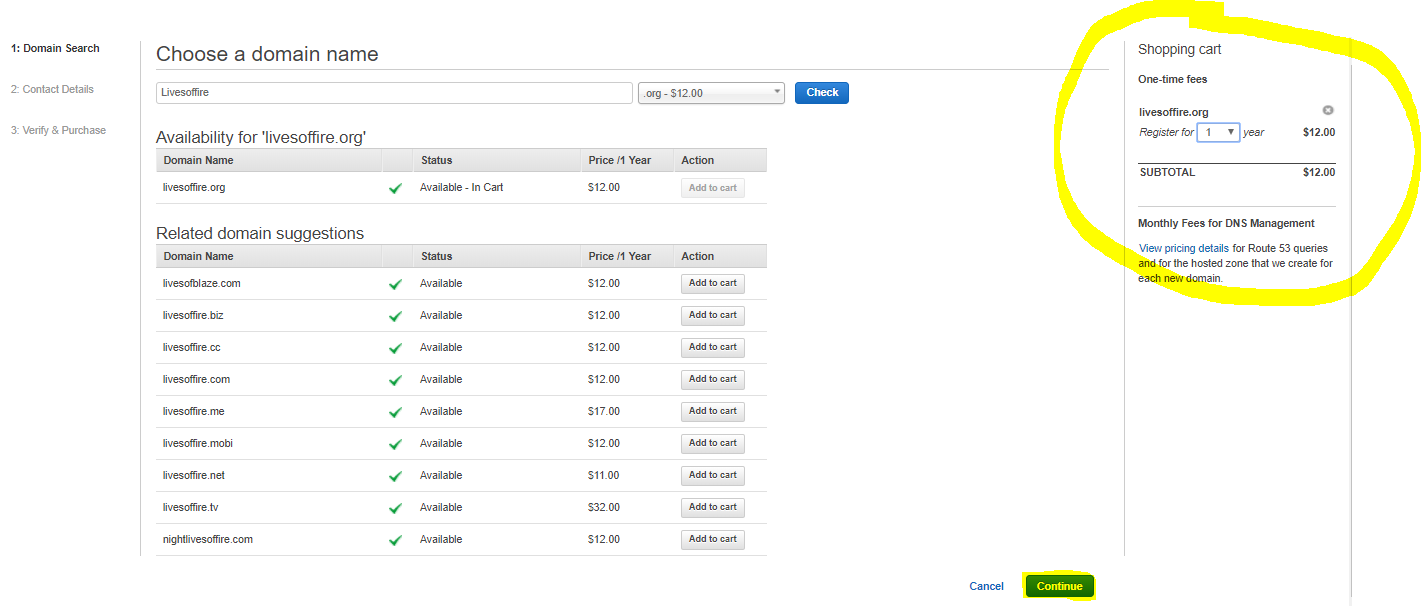 1: Domain Search
2: Contact Details
3: Verify & Purchase
Choose a domain name
Livesoffire .org - $12.00 Check
Availability for 'livesoffire.org'
Domain Name Status Price /1 Year Action
livesoffire.org Available - In Cart $12.00 Add to cart
Related domain suggestions
Domain Name Status Price /1 Year Action
livesofblaze.com Available $12.00 Add to cart
livesoffire.biz Available $12.00 Add to cart
livesoffire.cc Available $12.00 Add to cart
livesoffire.com Available $12.00 Add to cart
livesoffire.me Available $17.00 Add to cart
livesoffire.mobi Available $12.00 Add to cart
livesoffire.net Available $11.00 Add to cart
livesoffire.tv Available $32.00 Add to cart
nightlivesoffire.com Available $12.00 Add to cart
Cancel Continue
Shopping cart
One-time fees
livesoffire.org
Register for 1 year $12.00
SUBTOTAL $12.00
Monthly Fees for DNS Management
View pricing details for Route 53 queries
and for the hosted zone that we create for
each new domain.